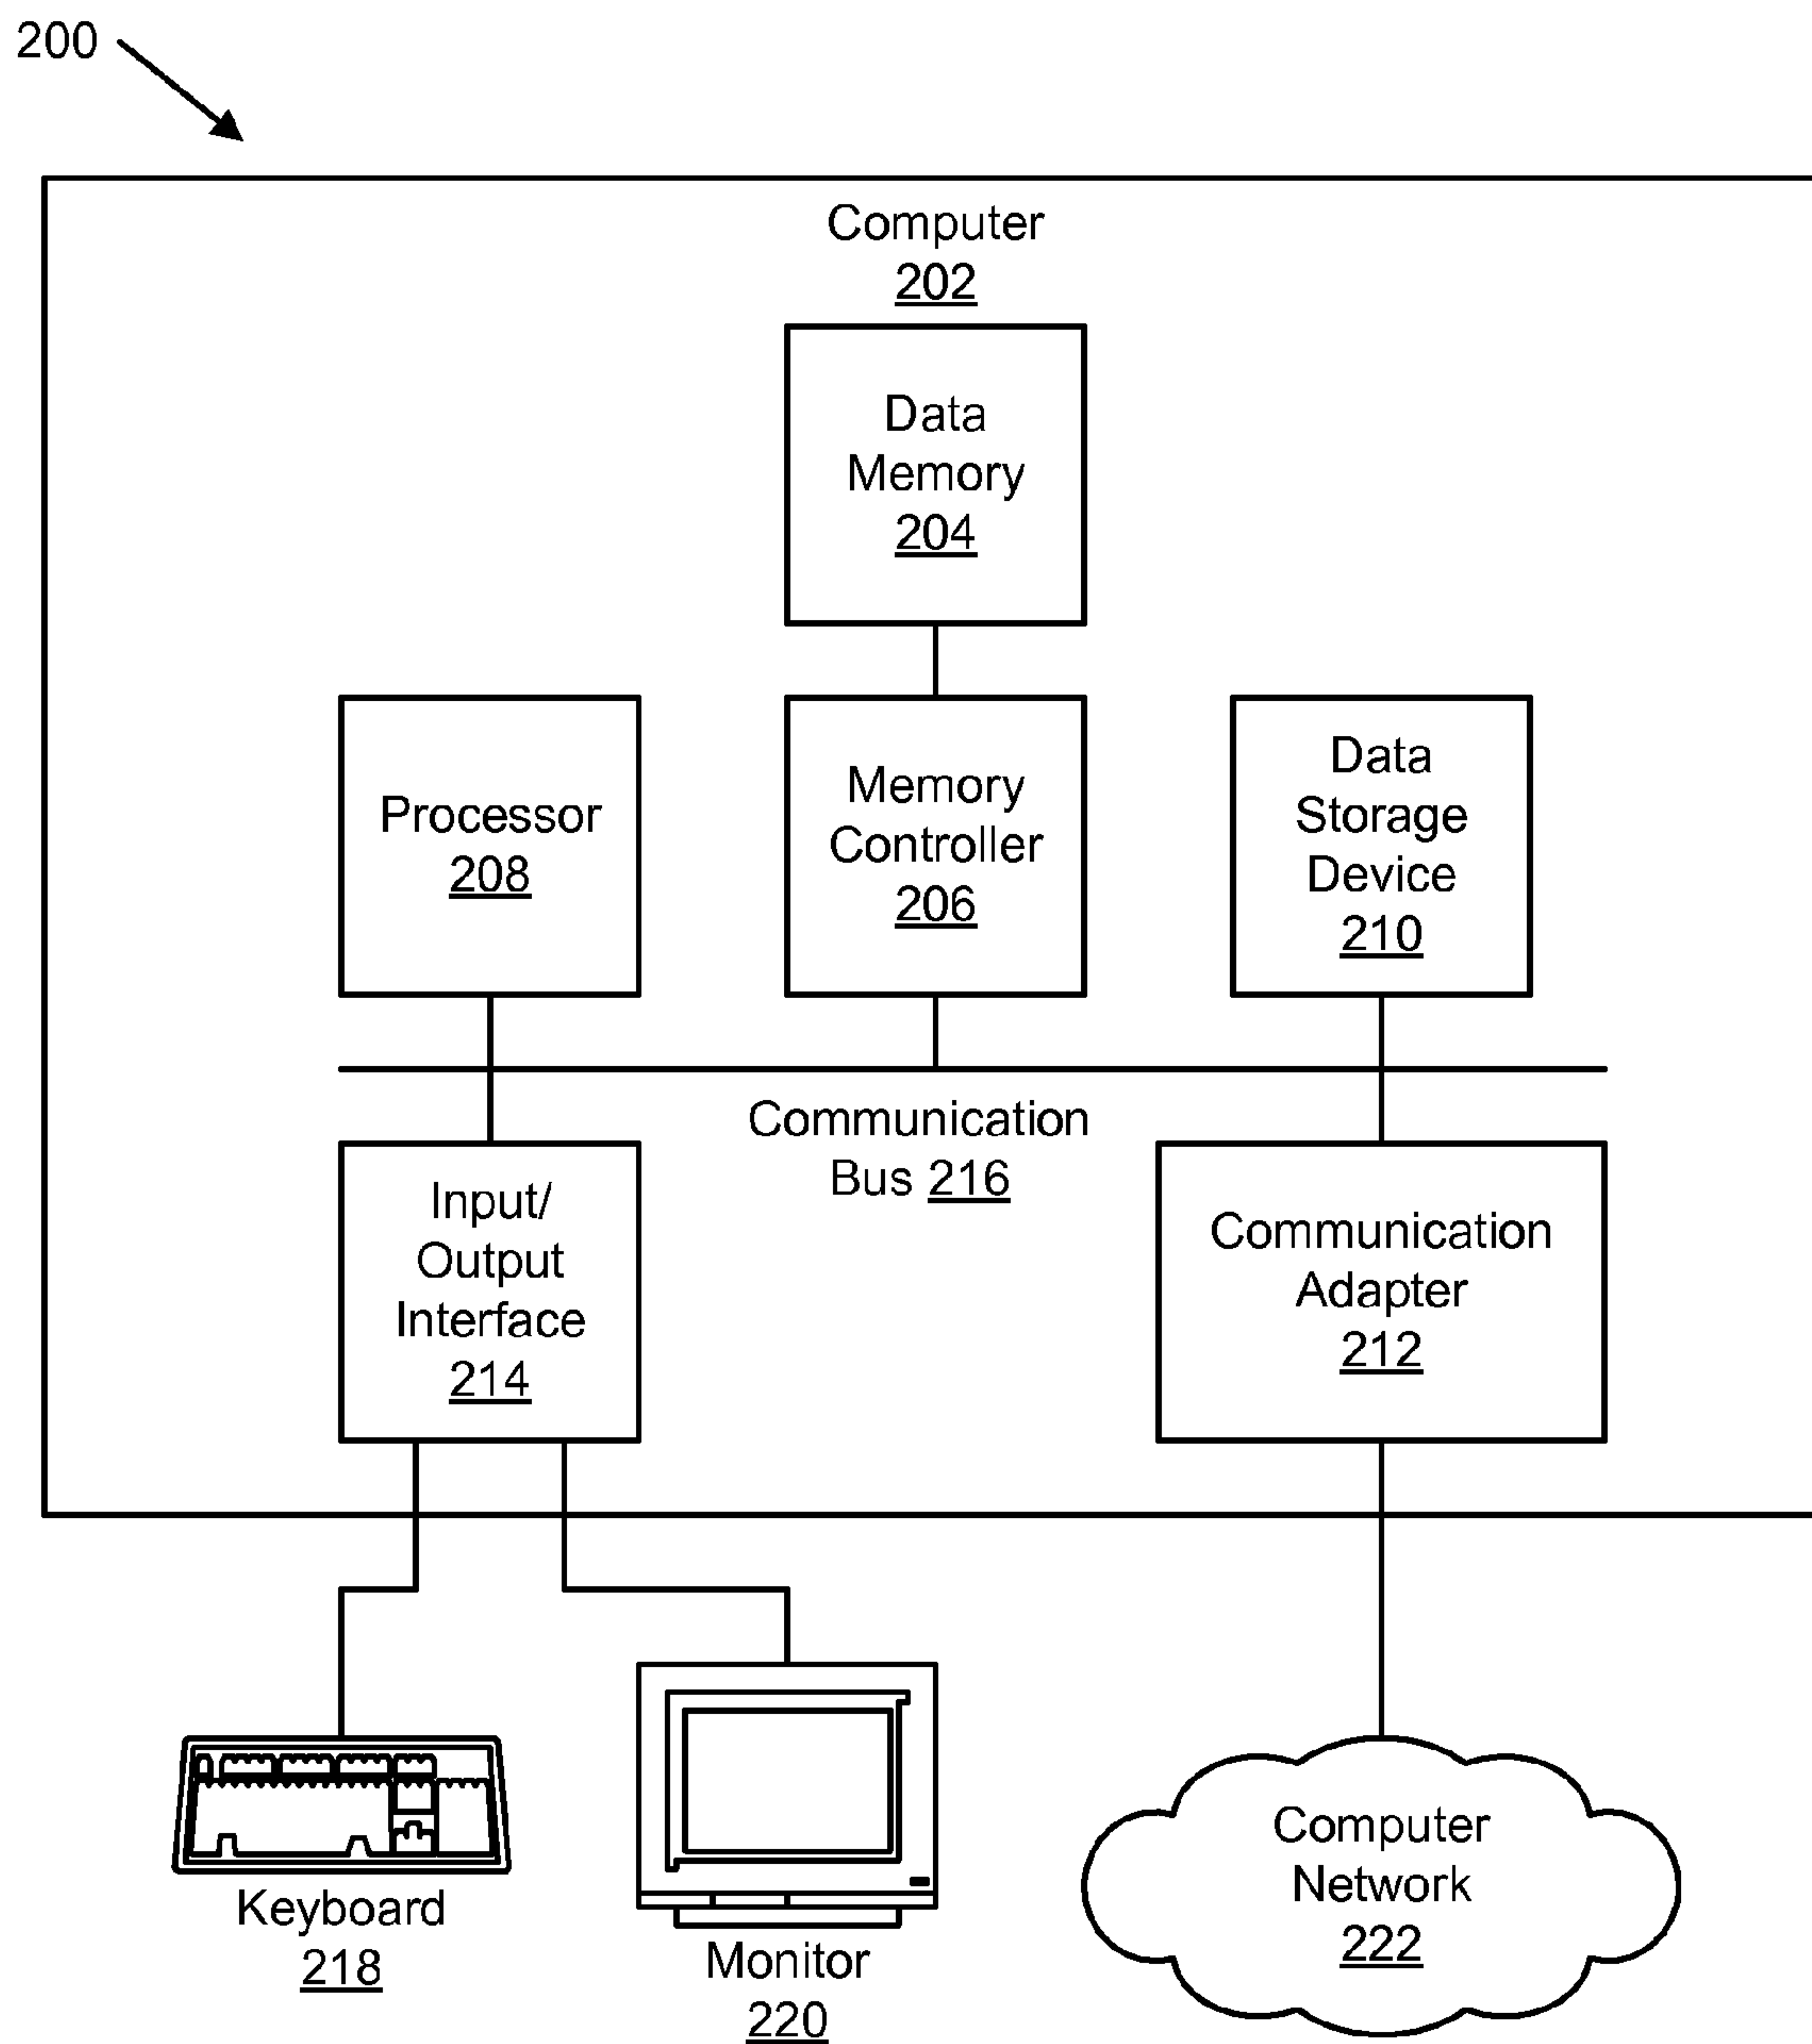 200
Computer
202
Data
Memory
204
Processor
208
Memory
Controller
206
Data
Storage
Device
210
Communication
Bus 216
Input/
Output
Interface
214
Communication
Adapter
212
Keyboard
218
Monitor
220
Computer
Network
222